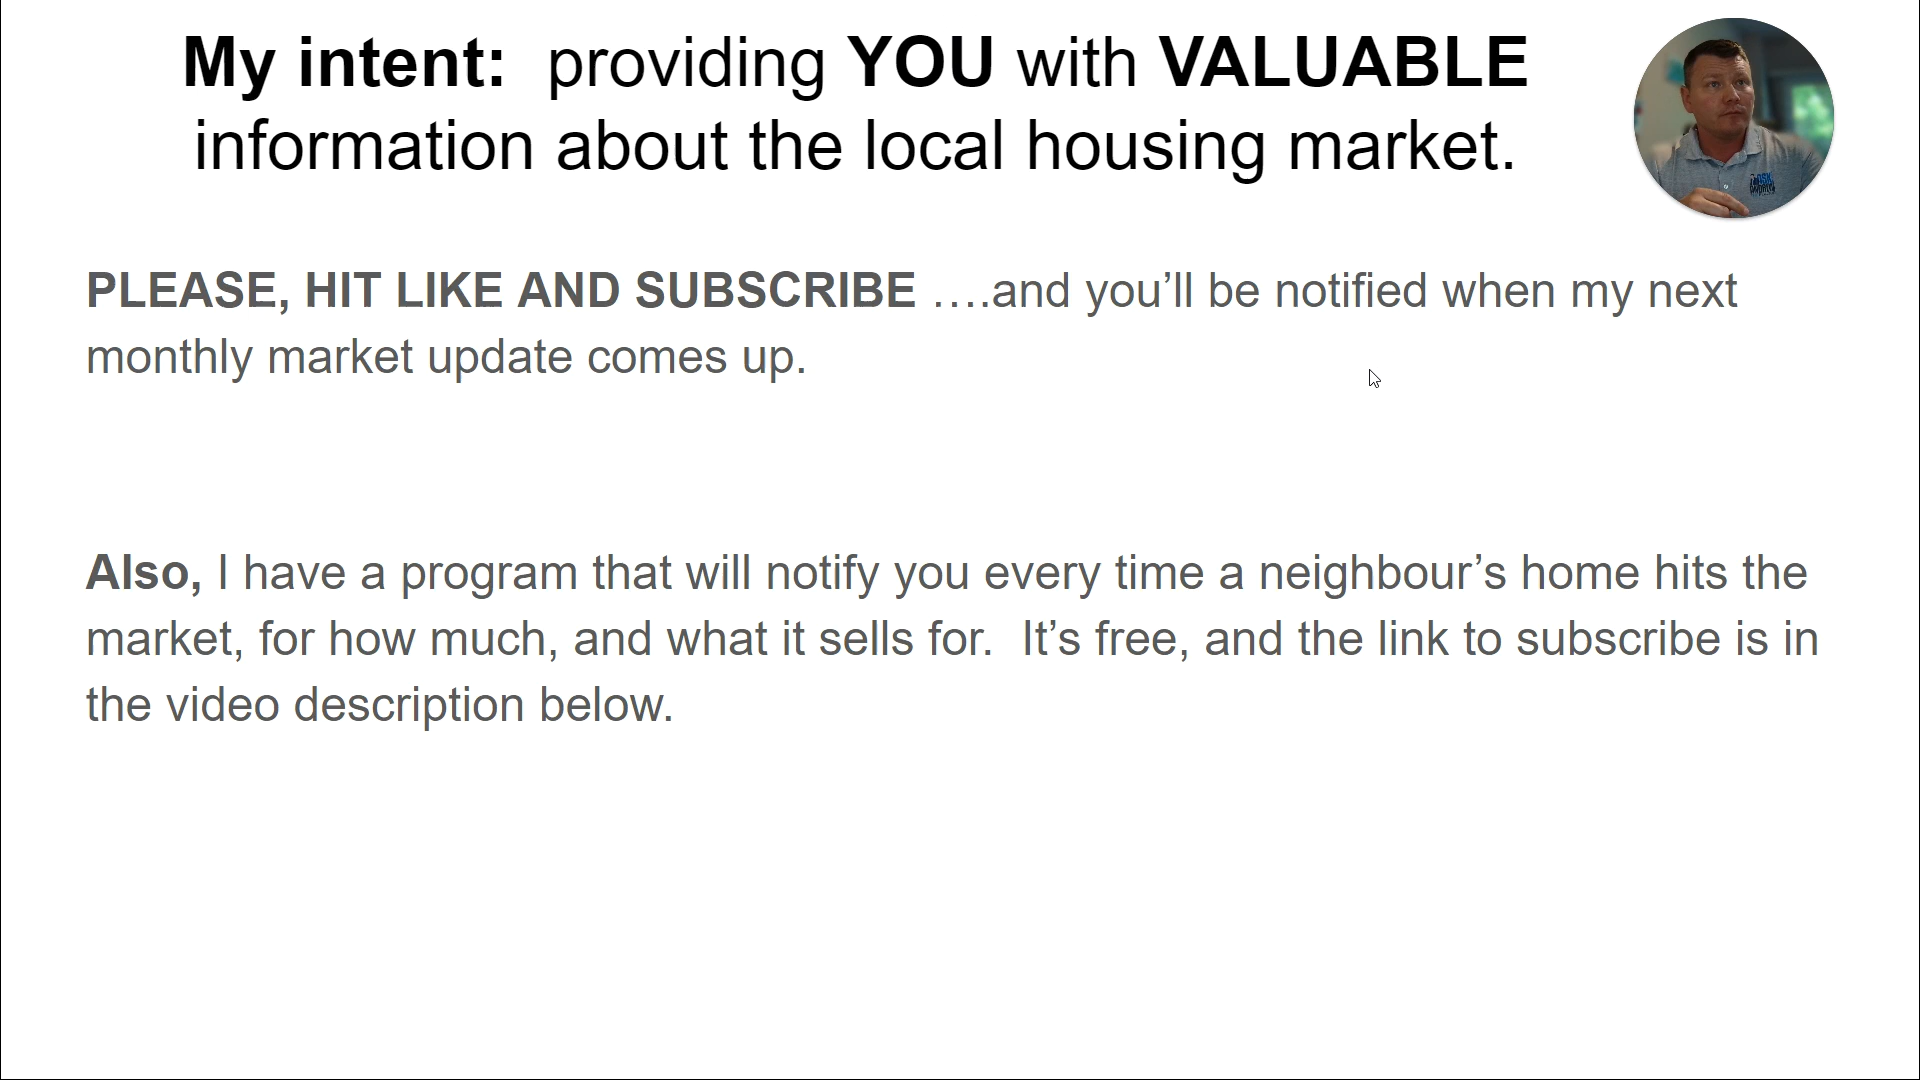 My intent:  providing YOU with VALUABLE
information about the local housing market.
PLEASE, HIT LIKE AND SUBSCRIBE ….and you’ll be notified when my next
monthly market update comes up.
Also, I have a program that will notify you every time a neighbour’s home hits the
market, for how much, and what it sells for.  It’s free, and the link to subscribe is in
the video description below.